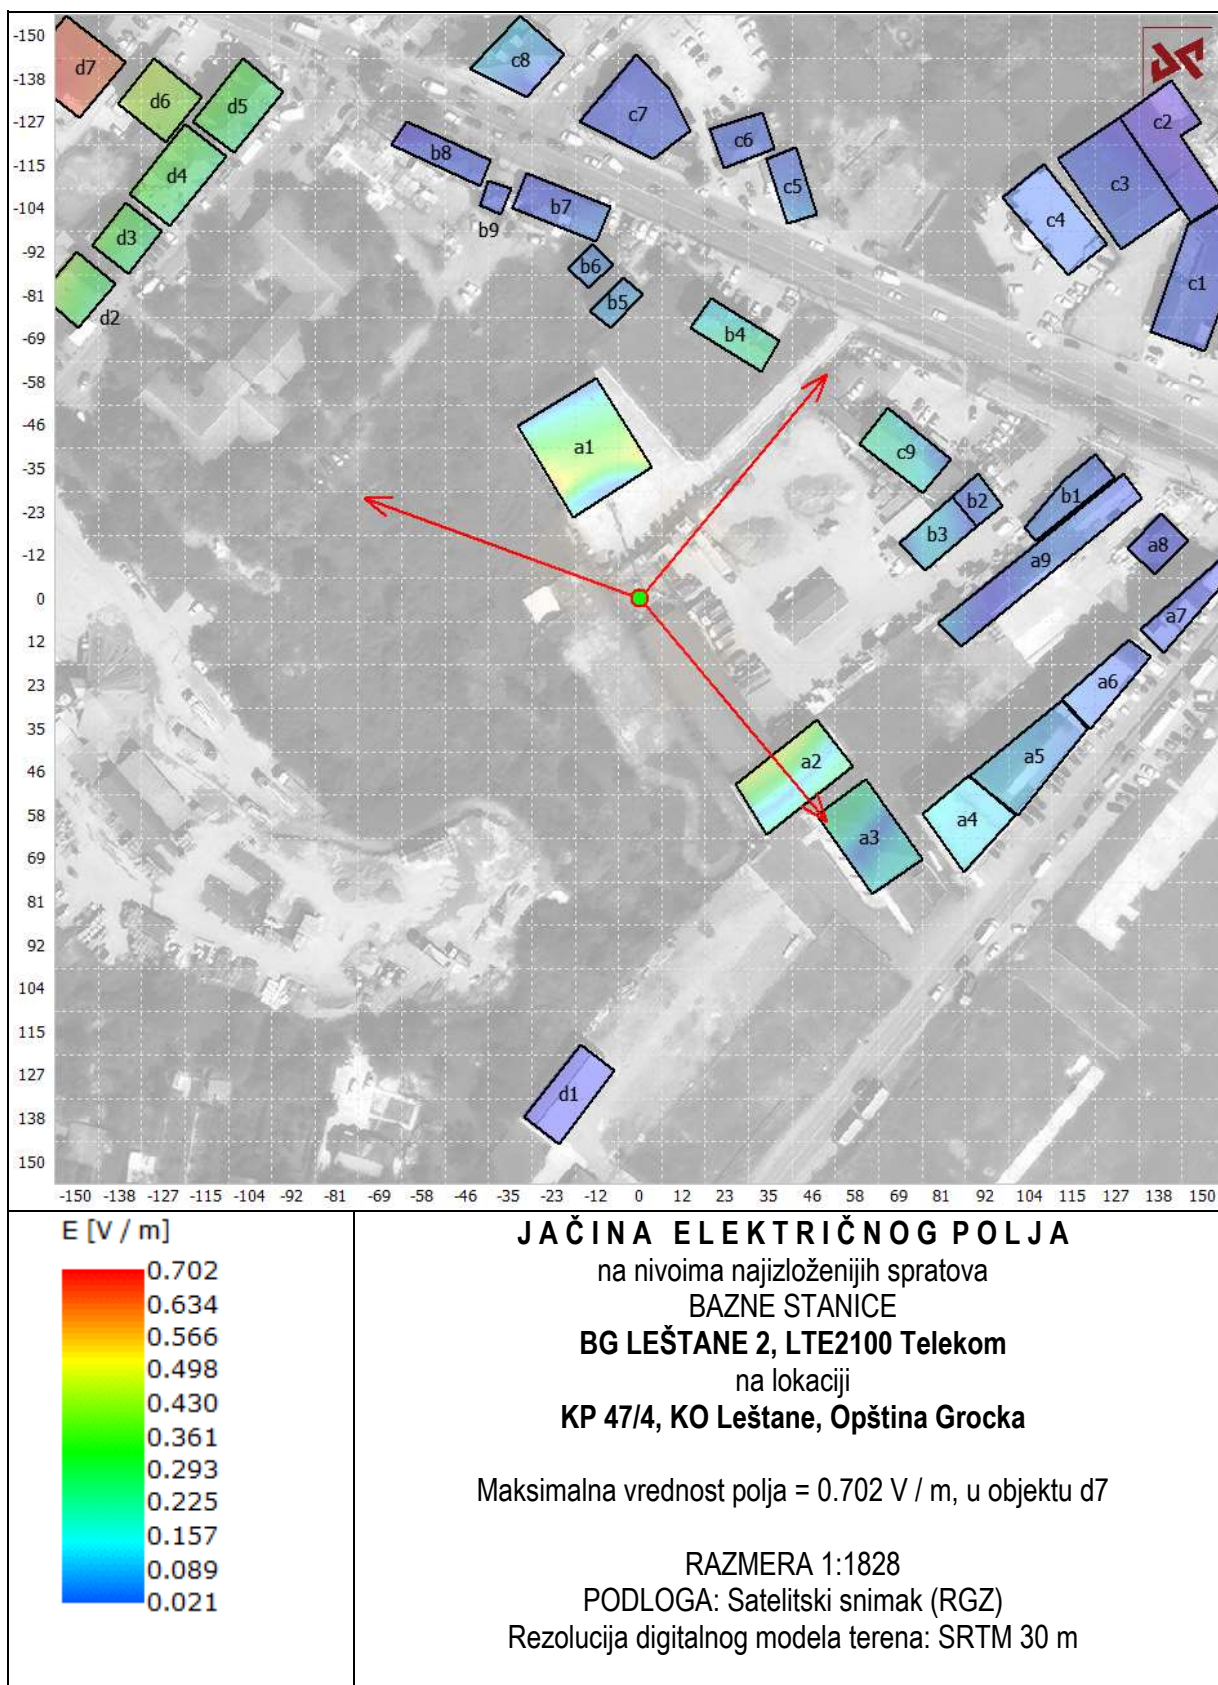 -150
-138
-127
-115
-104
-92
-81
-69
-58
-46
-35
-23
-12
0
12
23
35
46
58
69
81
92
104
115
127
138
150
d7
d6
d5
c8
c7
c6
c5
c2
c3
c4
c1
b8
b9
b7
b6
b5
b4
d4
d3
d2
a1
c9
b3
b2
b1
a9
a8
a7
a6
a5
a4
a2
a3
d1
-150 -138 -127 -115 -104 -92 -81 -69 -58 -46 -35 -23 -12 0 12 23 35 46 58 69 81 92 104 115 127 138 150
E [V / m]
0.702
0.634
0.566
0.498
0.430
0.361
0.293
0.225
0.157
0.089
0.021
JAČINA ELEKTRIČNOG POLJA
na nivoima najizloženijih spratova
BAZNE STANICE
BG LEŠTANE 2, LTE2100 Telekom
na lokaciji
KP 47/4, KO Leštane, Opština Grocka
Maksimalna vrednost polja = 0.702 V / m, u objektu d7
RAZMERA 1:1828
PODLOGA: Satelitski snimak (RGZ)
Rezolucija digitalnog modela terena: SRTM 30 m